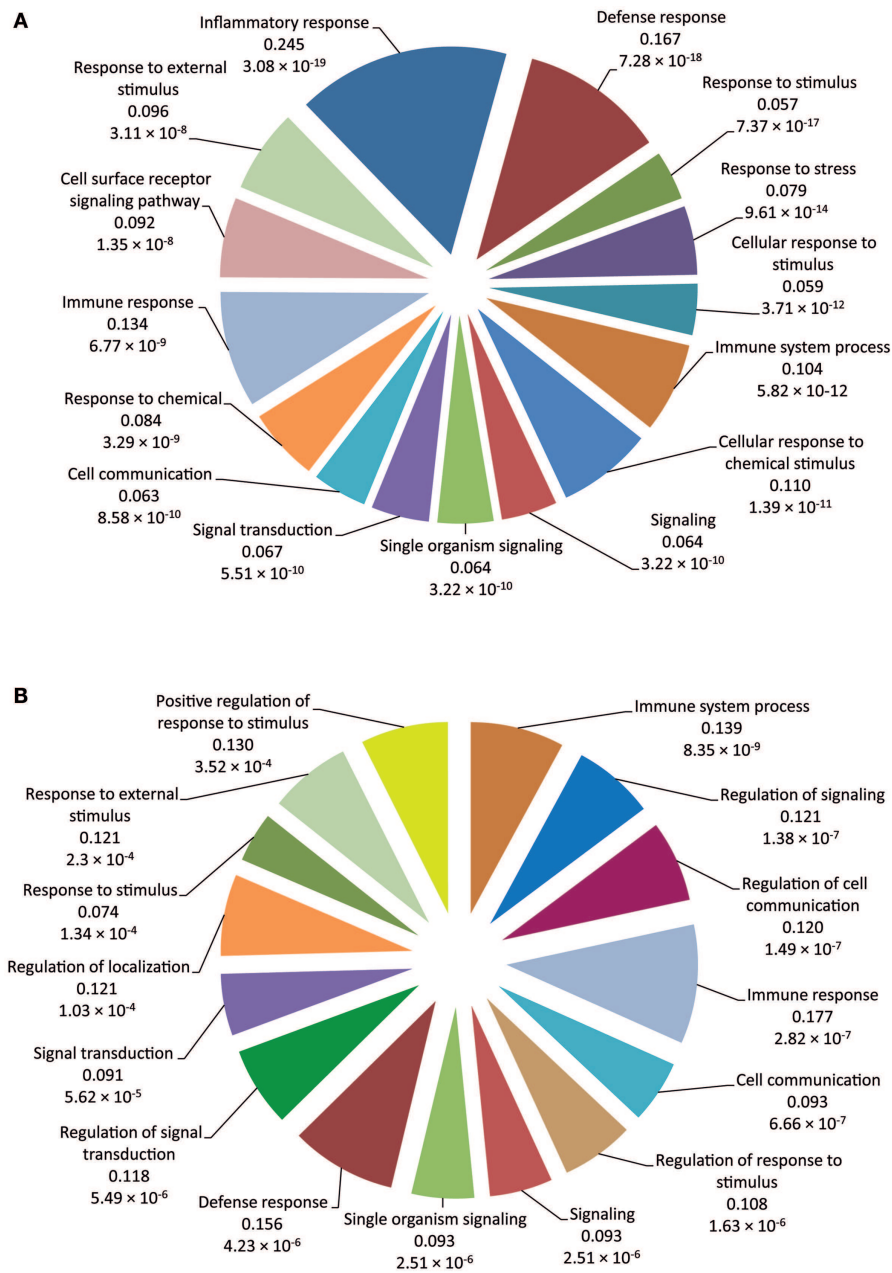 A
Inflammatory response
0.245
3.08 × 10⁻¹⁹
Defense response
0.167
7.28 × 10⁻¹⁸
Response to stimulus
0.057
7.37 × 10⁻¹⁷
Response to stress
0.079
9.61 × 10⁻¹⁴
Cellular response to
stimulus
0.059
3.71 × 10⁻¹²
Immune system process
0.104
5.82 × 10-12
Cellular response to
chemical stimulus
0.110
1.39 × 10⁻¹¹
Signaling
0.064
3.22 × 10⁻¹⁰
Single organism signaling
0.064
3.22 × 10⁻¹⁰
Signal transduction
0.067
5.51 × 10⁻¹⁰
Cell communication
0.063
8.58 × 10⁻¹⁰
Response to chemical
0.084
3.29 × 10⁻⁹
Immune response
0.134
6.77 × 10⁻⁹
Cell surface receptor
signaling pathway
0.092
1.35 × 10⁻⁸
Response to external
stimulus
0.096
3.11 × 10⁻⁸
B
Immune system process
0.139
8.35 × 10⁻⁹
Regulation of signaling
0.121
1.38 × 10⁻⁷
Regulation of cell
communication
0.120
1.49 × 10⁻⁷
Immune response
0.177
2.82 × 10⁻⁷
Cell communication
0.093
6.66 × 10⁻⁷
Regulation of response to
stimulus
0.108
1.63 × 10⁻⁶
Signaling
0.093
2.51 × 10⁻⁶
Single organism signaling
0.093
2.51 × 10⁻⁶
Defense response
0.156
4.23 × 10⁻⁶
Regulation of signal
transduction
0.118
5.49 × 10⁻⁶
Signal transduction
0.091
5.62 × 10⁻⁵
Regulation of localization
0.121
1.03 × 10⁻⁴
Response to stimulus
0.074
1.34 × 10⁻⁴
Response to external
stimulus
0.121
2.3 × 10⁻⁴
Positive regulation of
response to stimulus
0.130
3.52 × 10⁻⁴